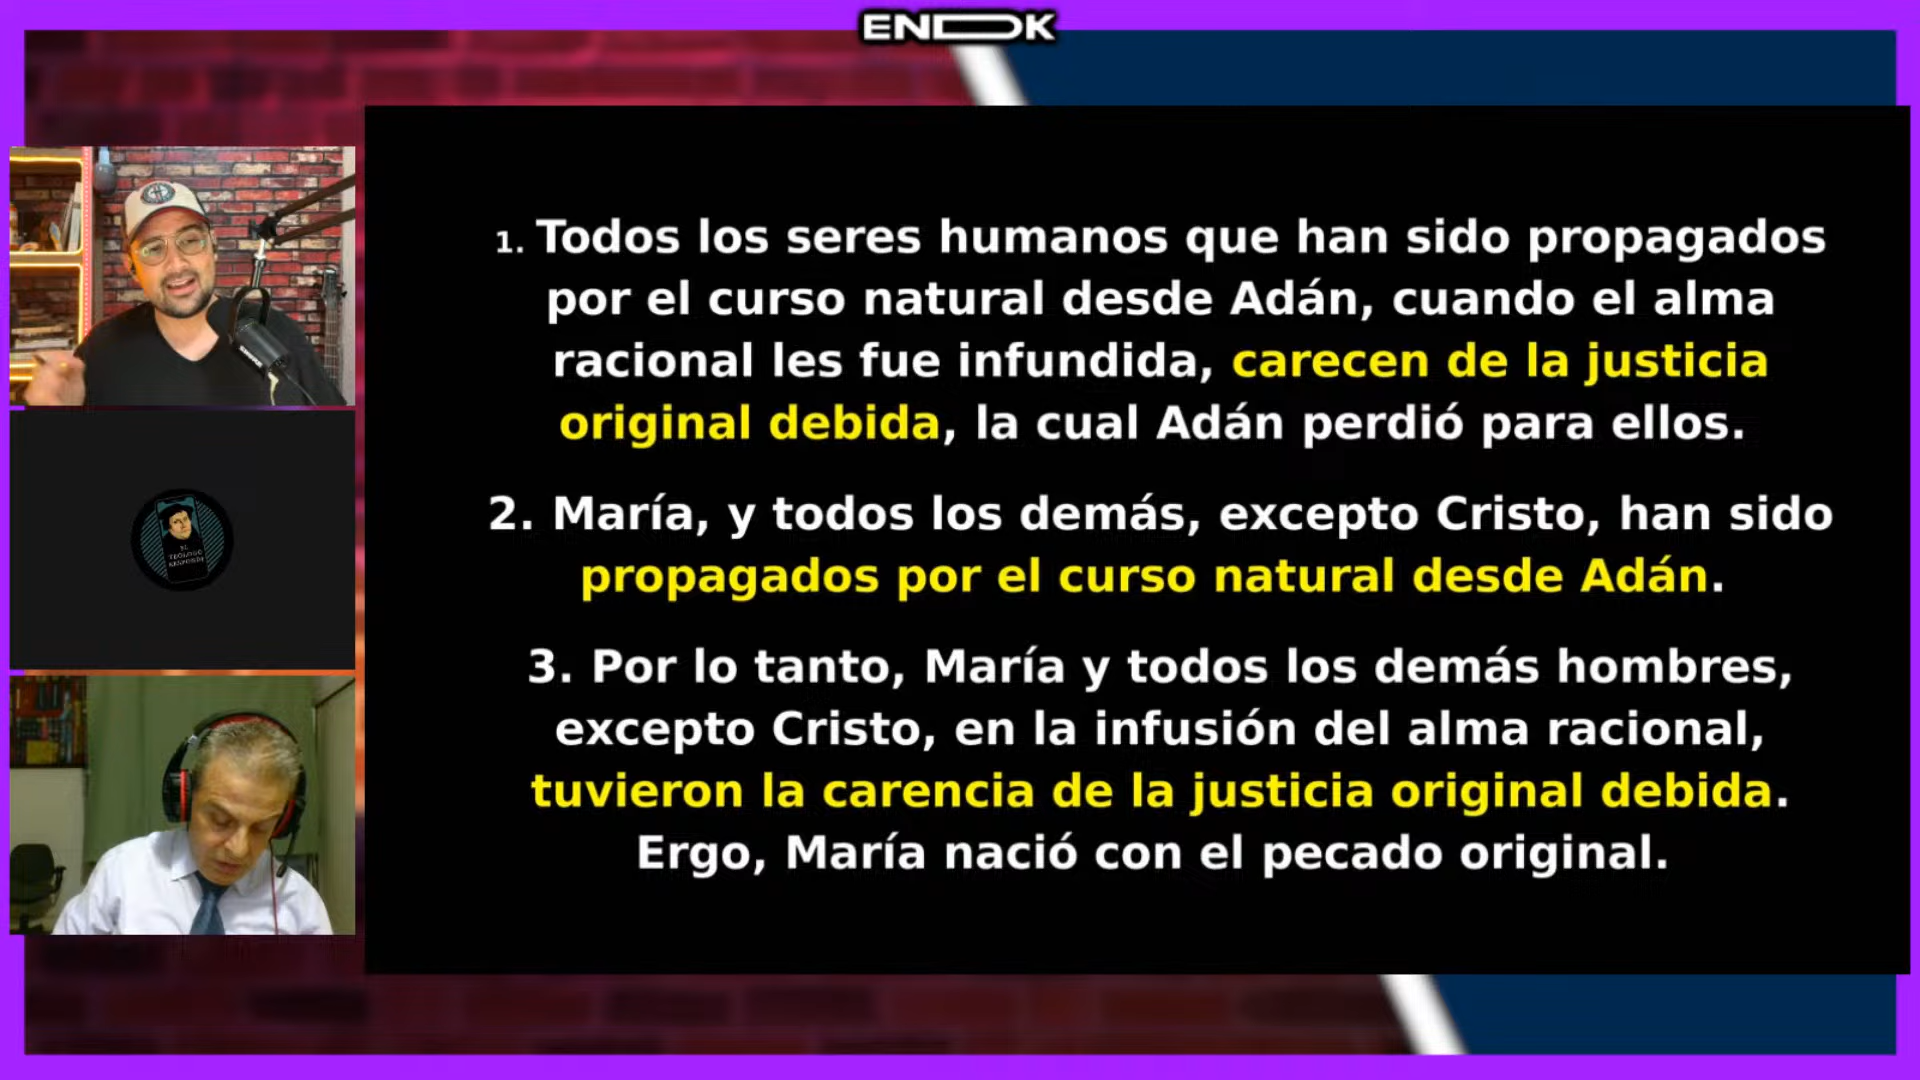 ENDK
1. Todos los seres humanos que han sido propagados
por el curso natural desde Adán, cuando el alma
racional les fue infundida, carecen de la justicia
original debida, la cual Adán perdió para ellos.
2. María, y todos los demás, excepto Cristo, han sido
propagados por el curso natural desde Adán.
3. Por lo tanto, María y todos los demás hombres,
excepto Cristo, en la infusión del alma racional,
tuvieron la carencia de la justicia original debida.
Ergo, María nació con el pecado original.